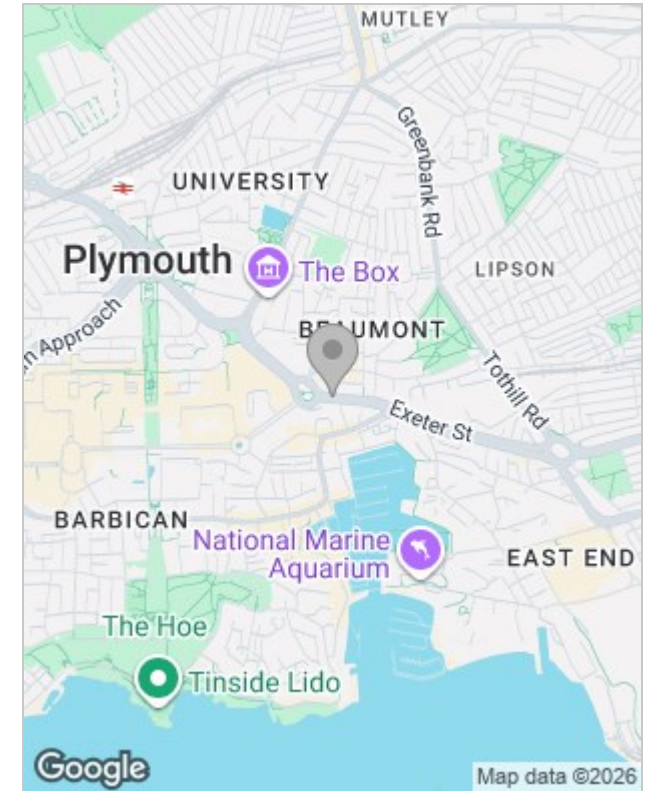 MUTLEY
Greenbank Rd
UNIVERSITY
Plymouth
The Box
LIPSON
n Approach
BEAUMONT
Tothill Rd
Exeter St
BARBICAN
National Marine
Aquarium
EAST END
The Hoe
Tinside Lido
Google
Map data ©2026